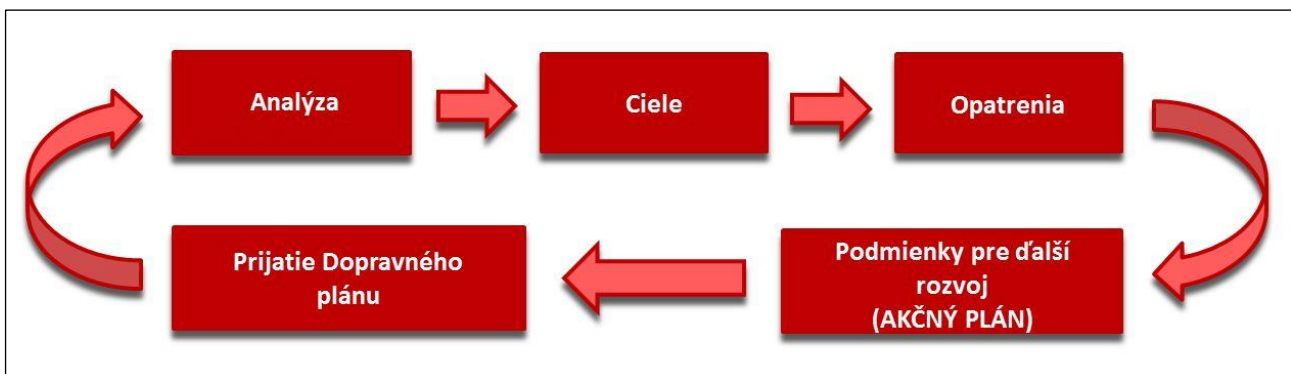 Analýza
Ciele
Opatrenia
Podmienky pre ďalší
rozvoj
(AKČNÝ PLÁN)
Prijatie Dopravného
plánu